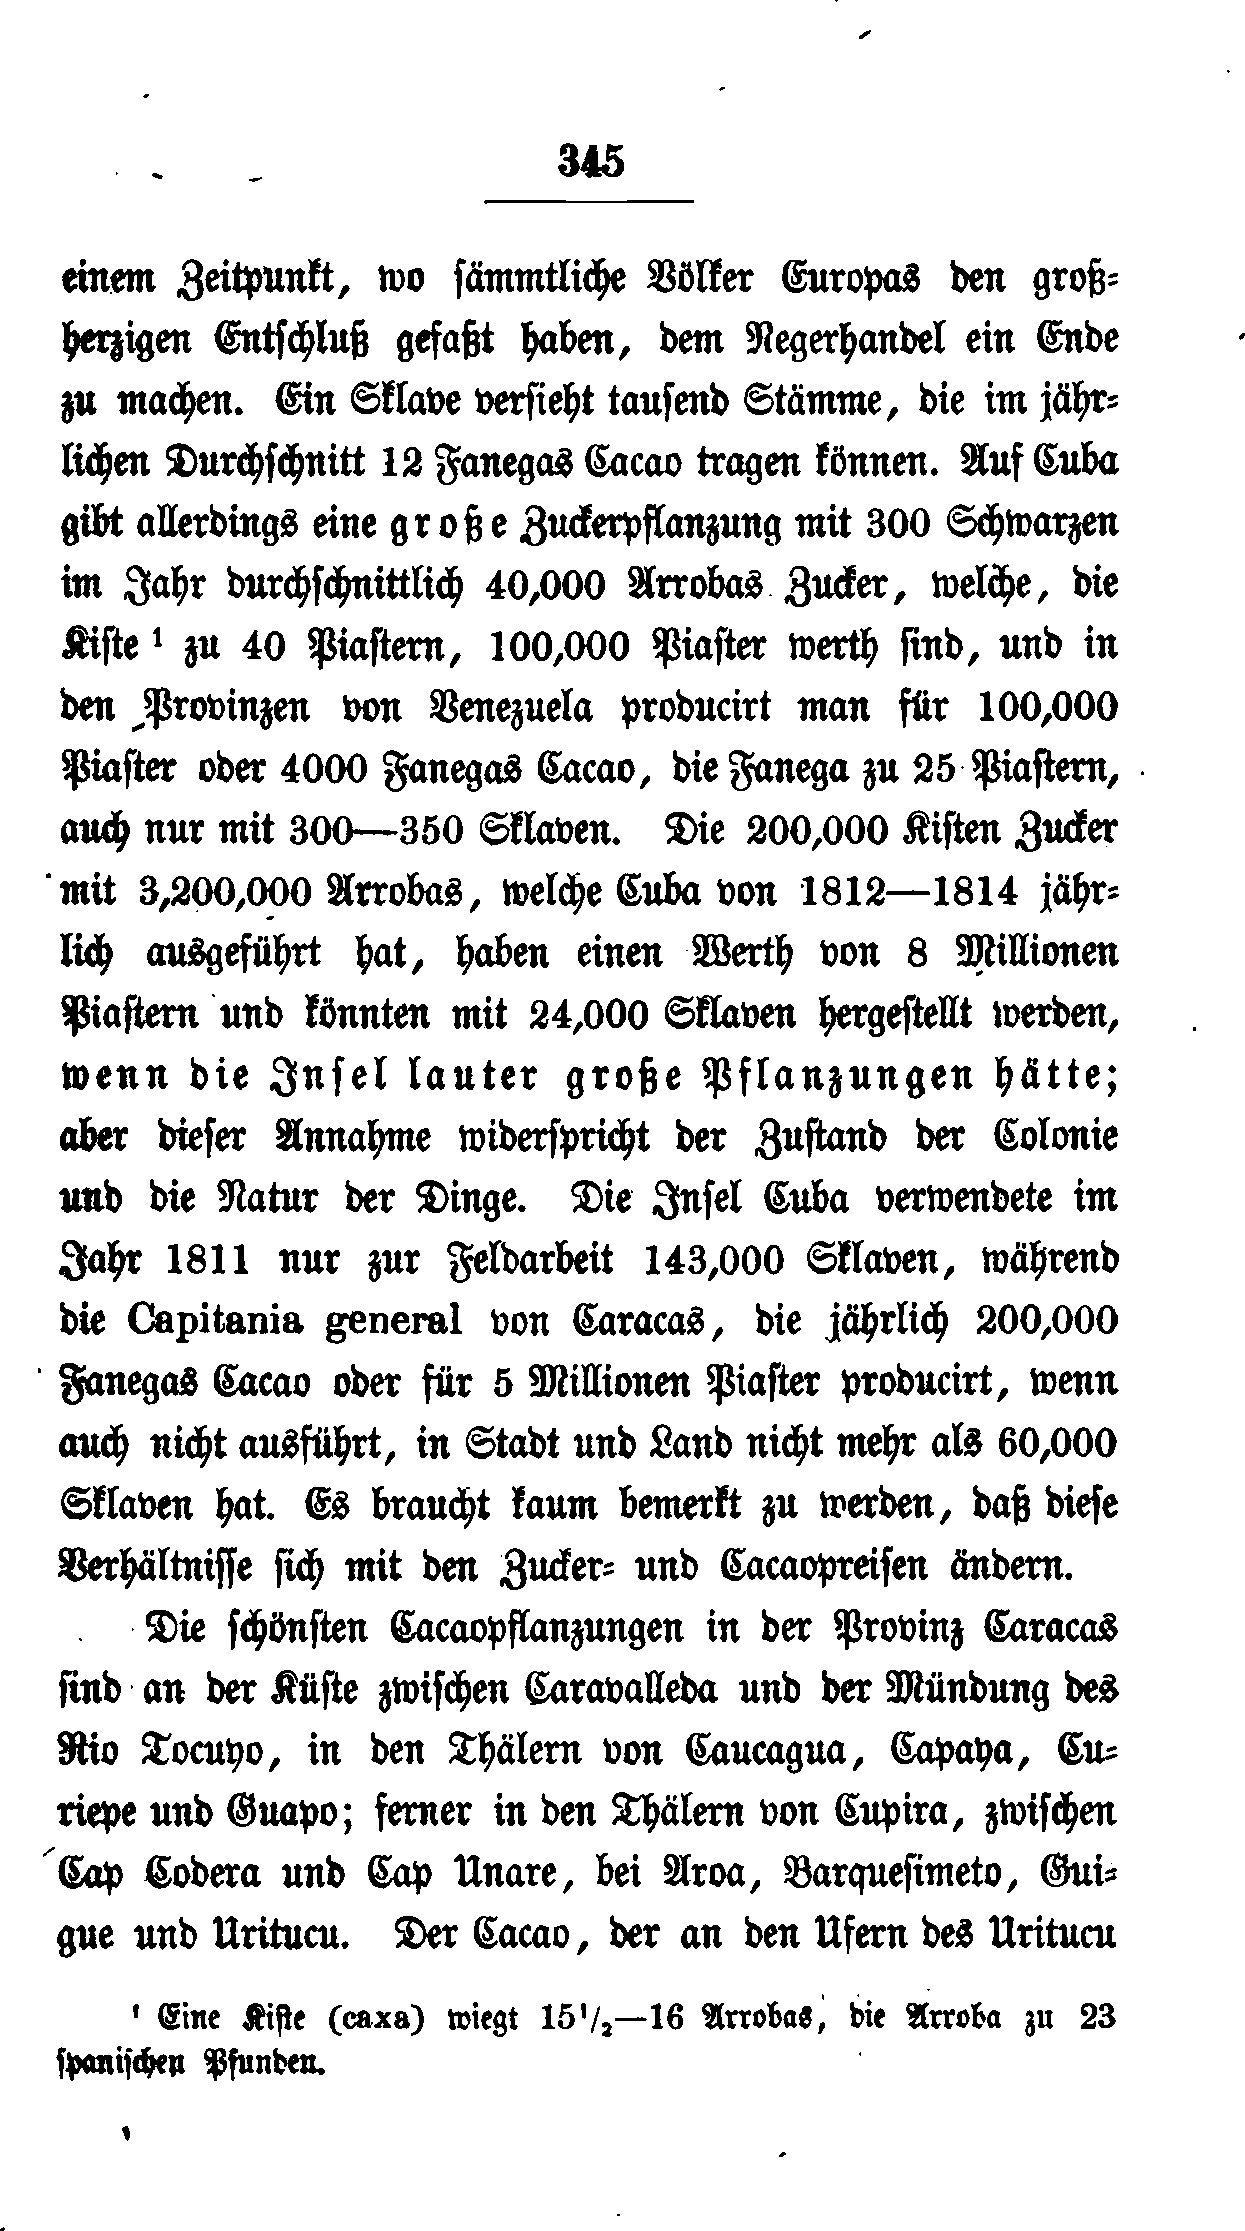 345
einem Zeitpunkt, wo sämmtliche Völker Europas den groß-
herzigen Entschluß gefaßt haben, dem Negerhandel ein Ende
zu machen. Ein Sklave versieht tausend Stämme, die im jähr-
lichen Durchschnitt 12 Fanegas Cacao tragen können. Auf Cuba
gibt allerdings eine große Zuckerpflanzung mit 300 Schwarzen
im Jahr durchschnittlich 40,000 Arrobas Zucker, welche, die
Kiste ¹ zu 40 Piastern, 100,000 Piaster werth sind, und in
den Provinzen von Venezuela producirt man für 100,000
Piaster oder 4000 Fanegas Cacao, die Fanega zu 25 Piastern,
auch nur mit 300—350 Sklaven. Die 200,000 Kisten Zucker
mit 3,200,000 Arrobas, welche Cuba von 1812—1814 jähr-
lich ausgeführt hat, haben einen Werth von 8 Millionen
Piastern und könnten mit 24,000 Sklaven hergestellt werden,
wenn die Insel lauter große Pflanzungen hätte;
aber dieser Annahme widerspricht der Zustand der Colonie
und die Natur der Dinge. Die Insel Cuba verwendete im
Jahr 1811 nur zur Feldarbeit 143,000 Sklaven, während
die Capitania general von Caracas, die jährlich 200,000
Fanegas Cacao oder für 5 Millionen Piaster producirt, wenn
auch nicht ausführt, in Stadt und Land nicht mehr als 60,000
Sklaven hat. Es braucht kaum bemerkt zu werden, daß diese
Verhältnisse sich mit den Zucker- und Cacaopreisen ändern.
Die schönsten Cacaopflanzungen in der Provinz Caracas
sind an der Küste zwischen Caravalleda und der Mündung des
Rio Tocuyo, in den Thälern von Caucagua, Capaya, Cu-
riepe und Guapo; ferner in den Thälern von Cupira, zwischen
Cap Codera und Cap Unare, bei Aroa, Barquesimeto, Gui-
gue und Uritucu. Der Cacao, der an den Ufern des Uritucu
¹ Eine Kiste (caxa) wiegt 15¹/₂—16 Arrobas, die Arroba zu 23
spanischen Pfunden.